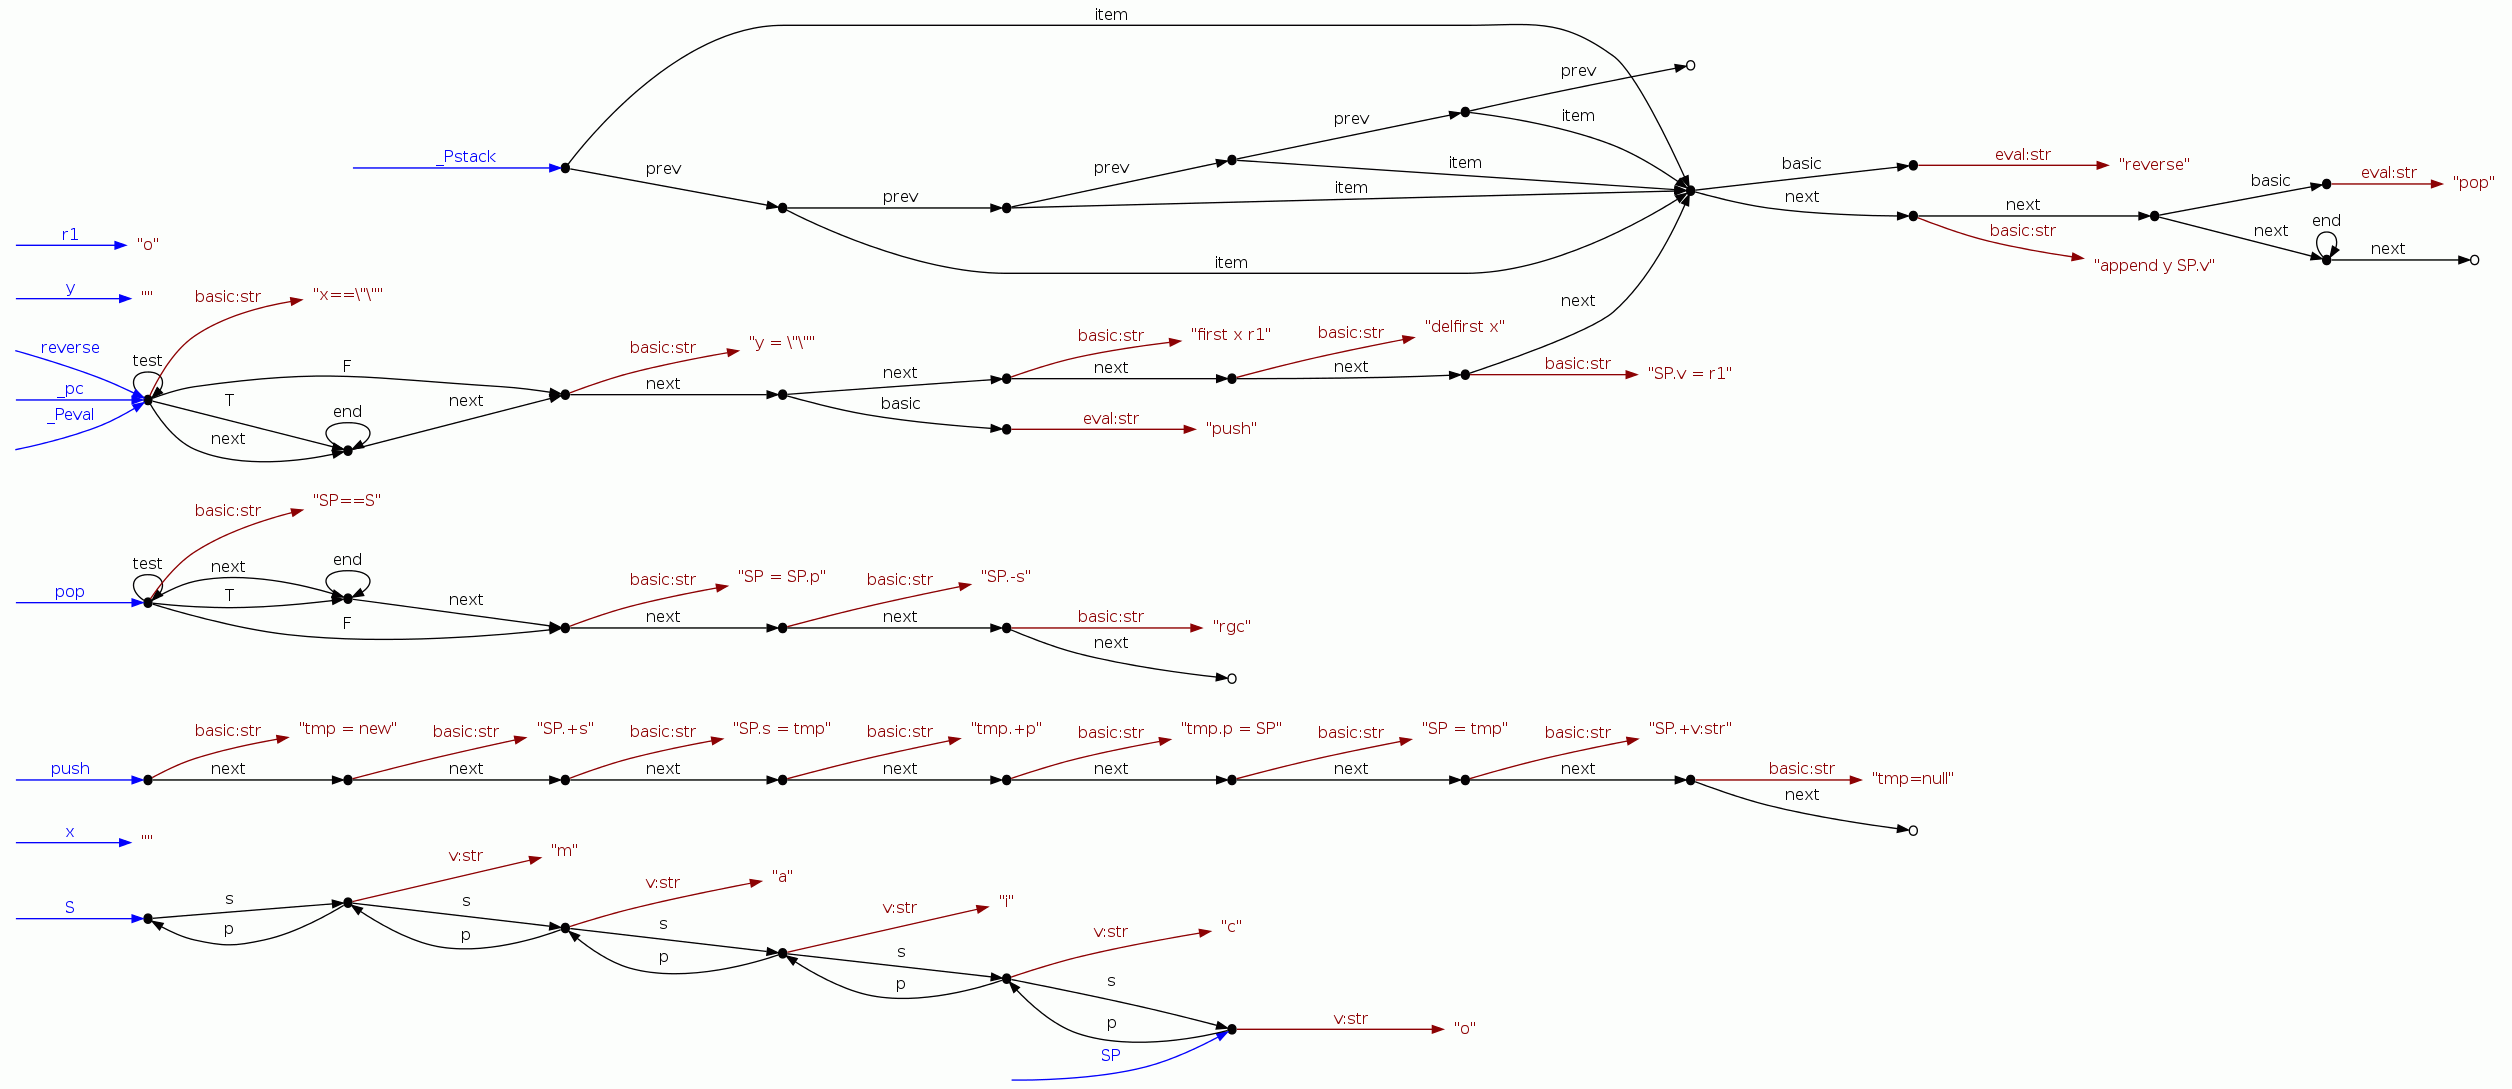 item
prev
item
prev
_Pstack
prev
item
basic
eval:str
"reverse"
prev
prev
item
next
next
basic
eval:str
"pop"
r1
"o"
item
basic:str
"append y SP.v"
end
next
next
y
""
basic:str
"x==\"\""
next
reverse
test
F
basic:str
"y = \"\""
basic:str
"first x r1"
basic:str
"delfirst x"
_pc
T
next
next
next
next
basic:str
"SP.v = r1"
_Peval
end
next
basic
next
eval:str
"push"
basic:str
"SP==S"
test
next
end
pop
T
next
basic:str
"SP = SP.p"
basic:str
"SP.-s"
F
next
next
basic:str
"rgc"
next
basic:str
"tmp = new"
basic:str
"SP.+s"
basic:str
"SP.s = tmp"
basic:str
"tmp.+p"
basic:str
"tmp.p = SP"
basic:str
"SP = tmp"
basic:str
"SP.+v:str"
push
next
next
next
next
next
next
next
basic:str
"tmp=null"
next
x
""
v:str
"m"
S
s
p
v:str
"a"
s
p
v:str
"i"
s
p
v:str
"c"
s
p
s
p
v:str
"o"
SP